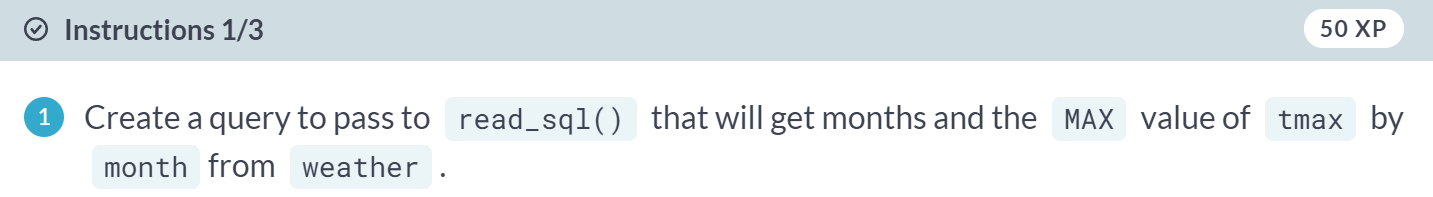 Instructions 1/3 50 XP
1 Create a query to pass to read_sql() that will get months and the MAX value of tmax by
month from weather .